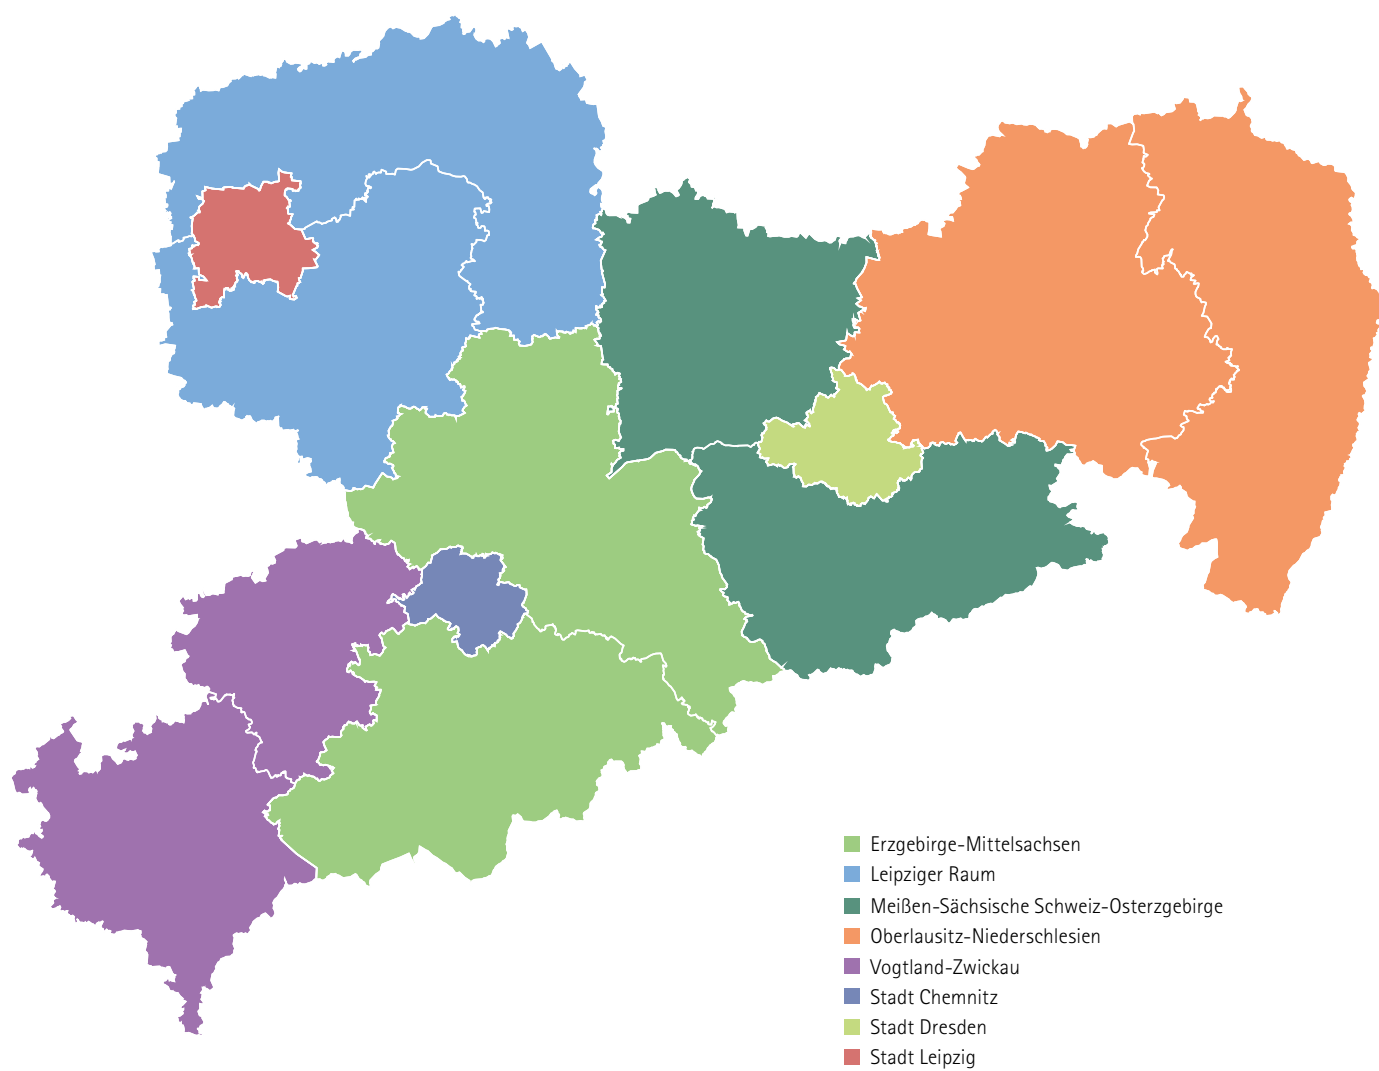 Erzgebirge-Mittelsachsen
Leipziger Raum
Meißen-Sächsische Schweiz-Osterzgebirge
Oberlausitz-Niederschlesien
Vogtland-Zwickau
Stadt Chemnitz
Stadt Dresden
Stadt Leipzig